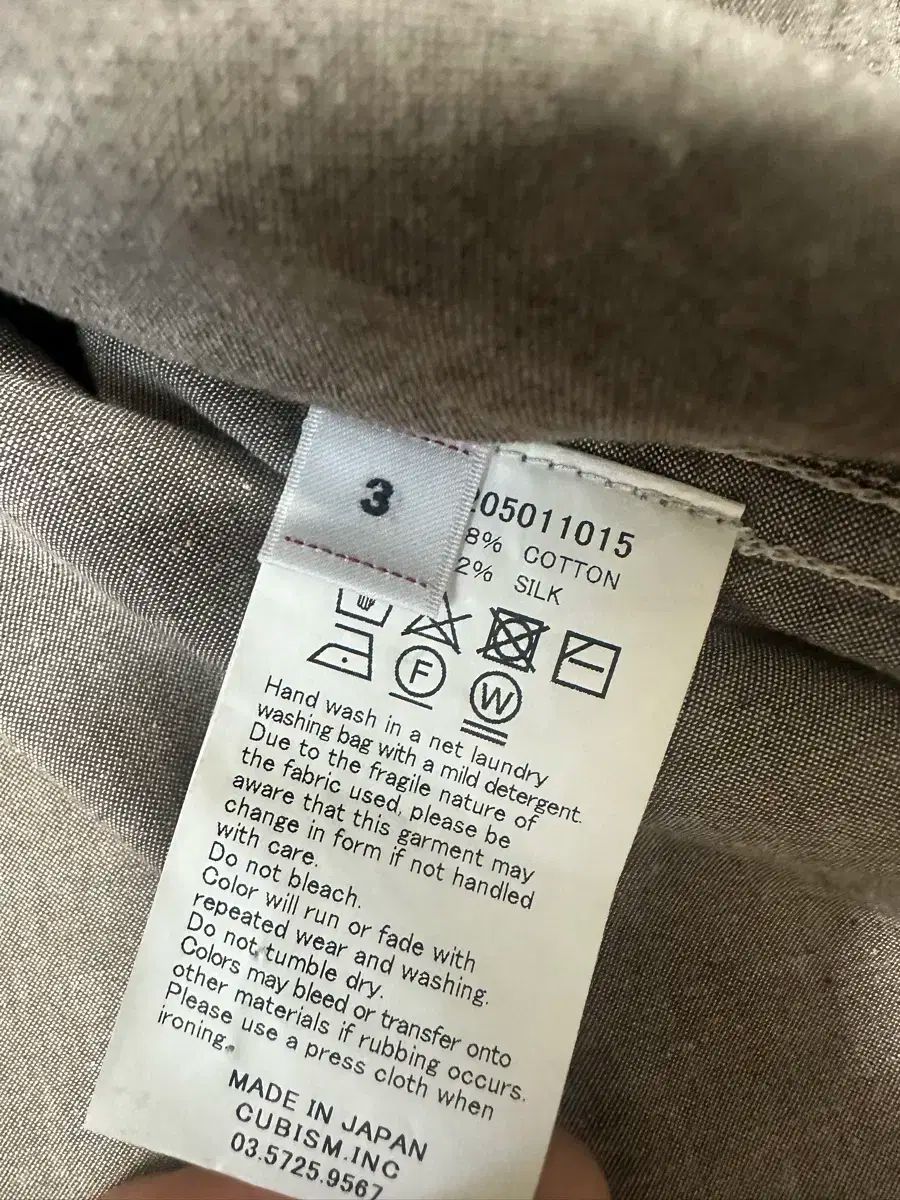 3
205011015
8% COTTON
2% SILK
F
W
Hand wash in a net laundry
washing bag with a mild detergent.
Due to the fragile nature of
the fabric used, please be
aware that this garment may
change in form if not handled
with care.
Do not bleach.
Color will run or fade with
repeated wear and washing.
Do not tumble dry.
Colors may bleed or transfer onto
other materials if rubbing occurs.
Please use a press cloth when
ironing.
MADE IN JAPAN
CUBISM.INC
03.5725.9567